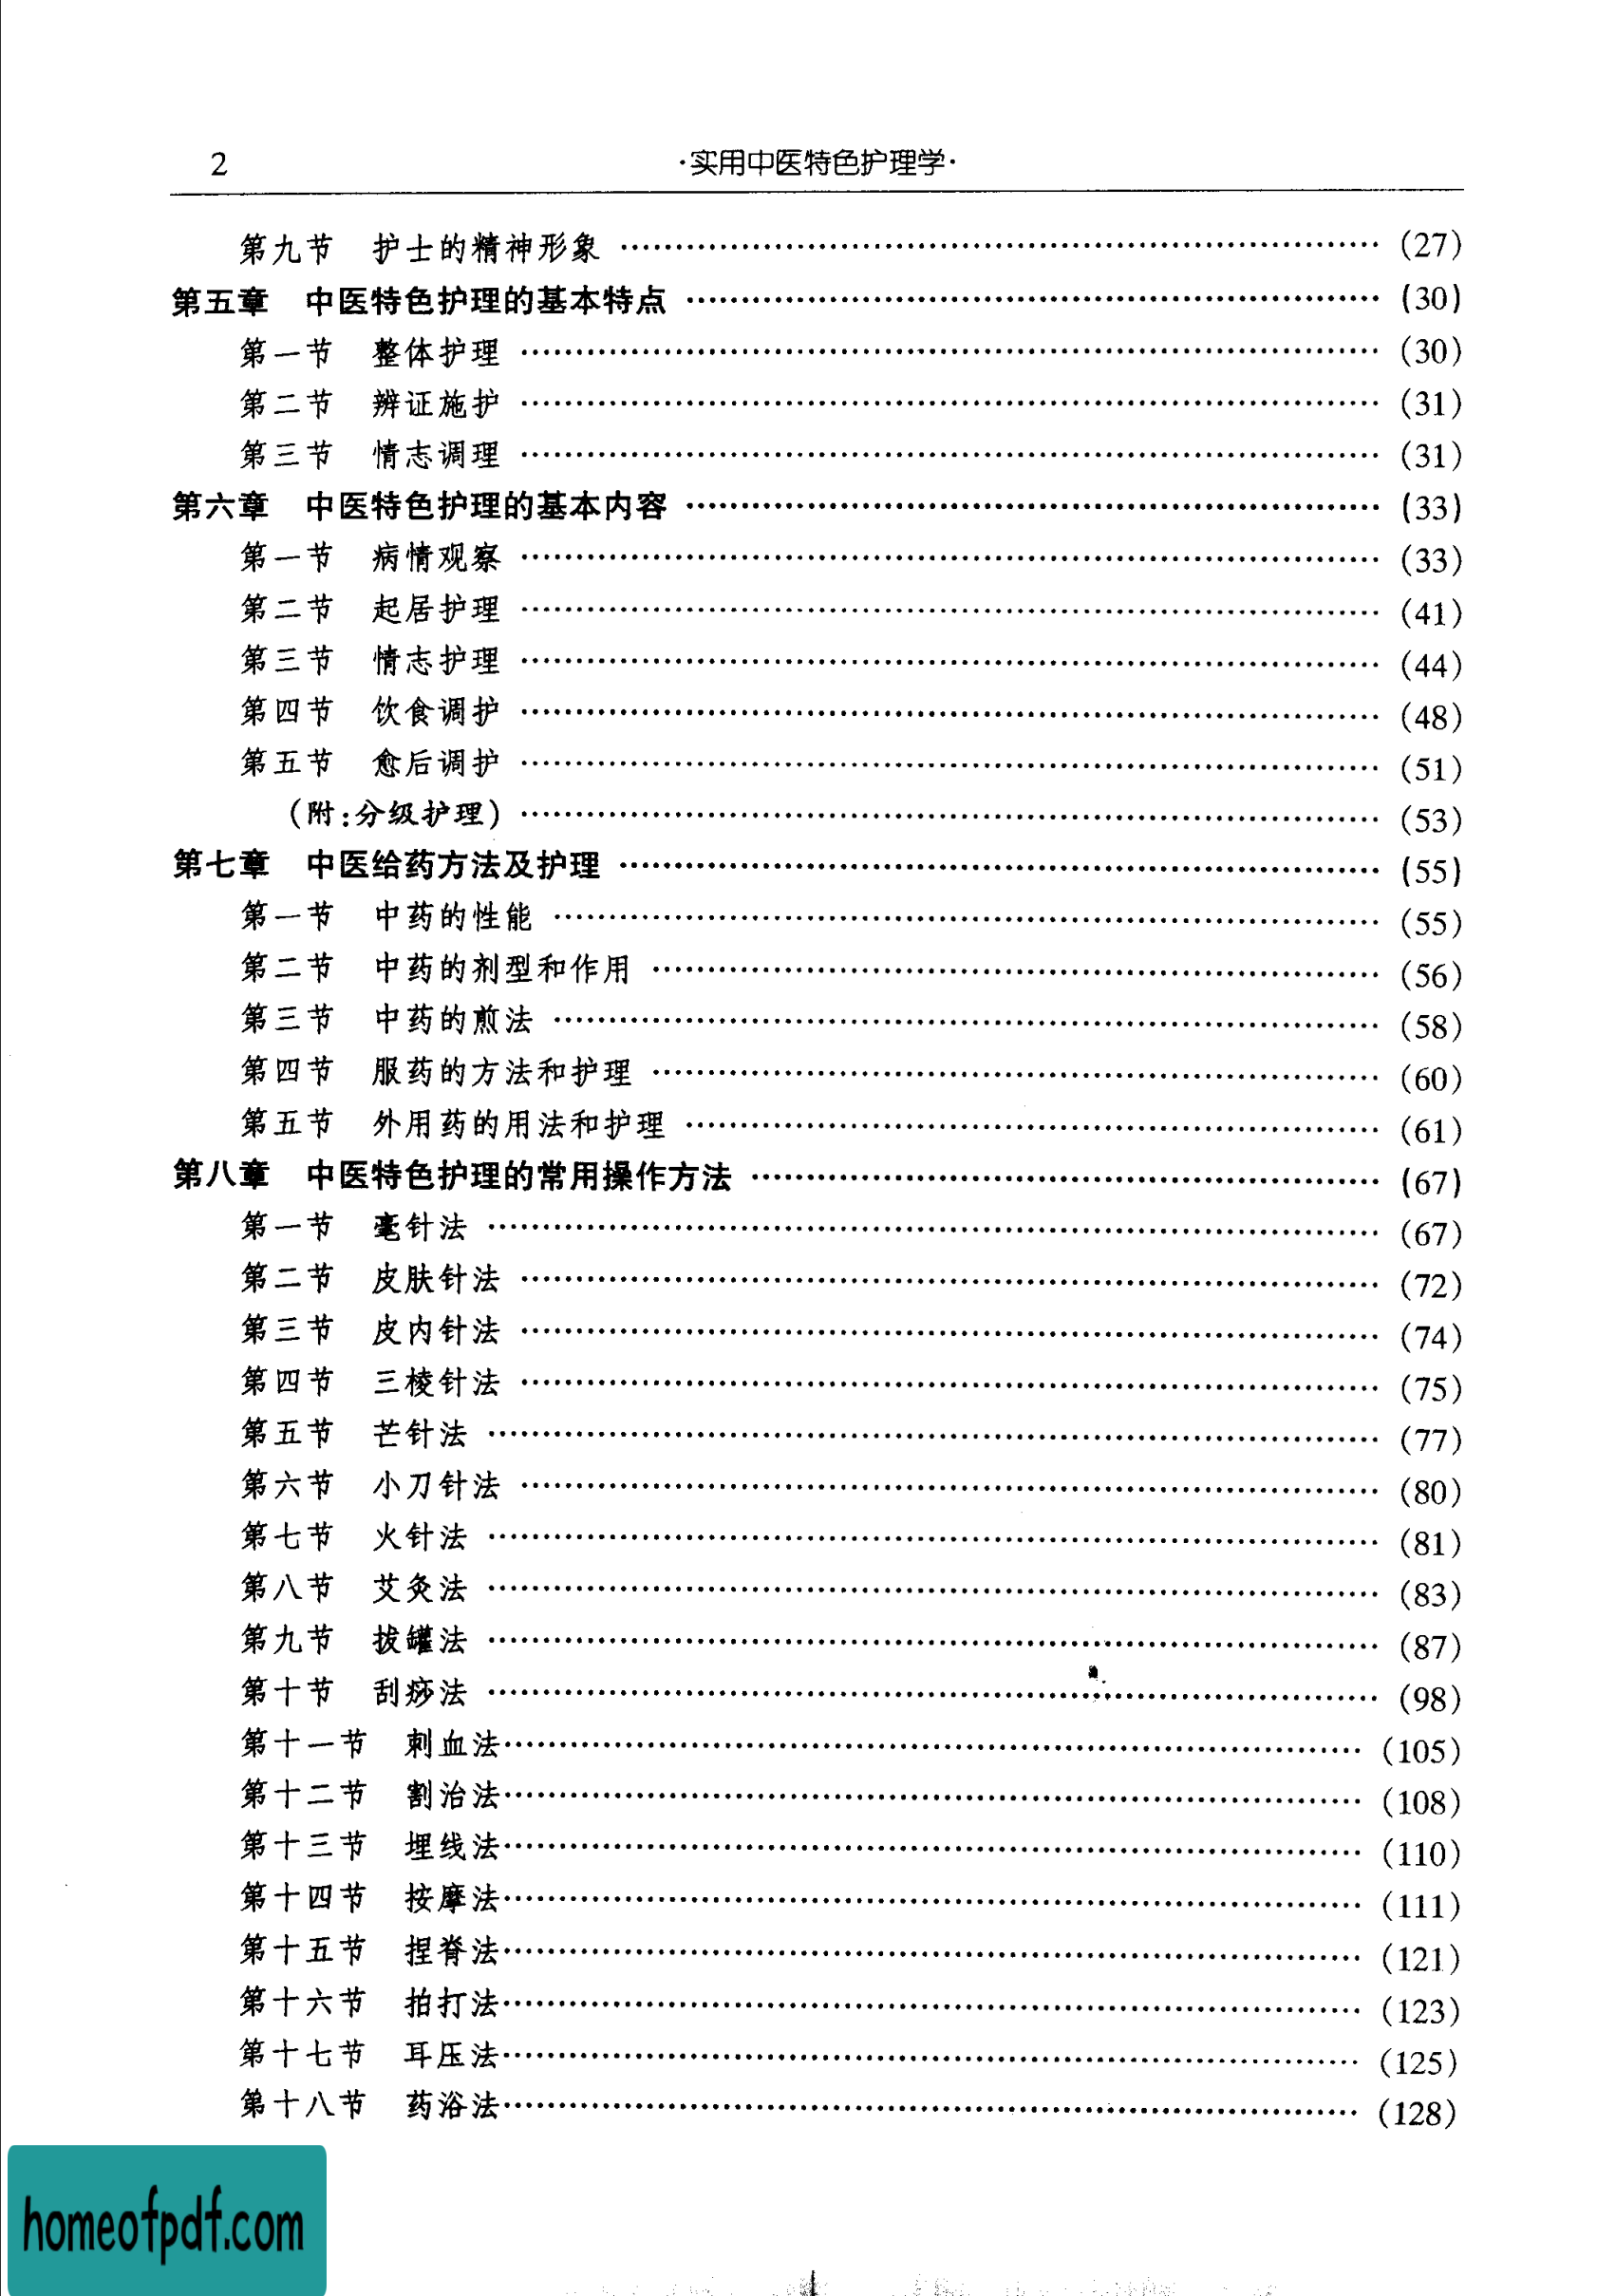 2 ·实用中医特色护理学·
第九节 护士的精神形象 …… (27)
第五章 中医特色护理的基本特点 …… (30)
第一节 整体护理 …… (30)
第二节 辨证施护 …… (31)
第三节 情志调理 …… (31)
第六章 中医特色护理的基本内容 …… (33)
第一节 病情观察 …… (33)
第二节 起居护理 …… (41)
第三节 情志护理 …… (44)
第四节 饮食调护 …… (48)
第五节 愈后调护 …… (51)
(附:分级护理) …… (53)
第七章 中医给药方法及护理 …… (55)
第一节 中药的性能 …… (55)
第二节 中药的剂型和作用 …… (56)
第三节 中药的煎法 …… (58)
第四节 服药的方法和护理 …… (60)
第五节 外用药的用法和护理 …… (61)
第八章 中医特色护理的常用操作方法 …… (67)
第一节 毫针法 …… (67)
第二节 皮肤针法 …… (72)
第三节 皮内针法 …… (74)
第四节 三棱针法 …… (75)
第五节 芒针法 …… (77)
第六节 小刀针法 …… (80)
第七节 火针法 …… (81)
第八节 艾灸法 …… (83)
第九节 拔罐法 …… (87)
第十节 刮痧法 …… (98)
第十一节 刺血法…… (105)
第十二节 割治法…… (108)
第十三节 埋线法…… (110)
第十四节 按摩法…… (111)
第十五节 捏脊法…… (121)
第十六节 拍打法…… (123)
第十七节 耳压法…… (125)
第十八节 药浴法…… (128)
homeofpdf.com